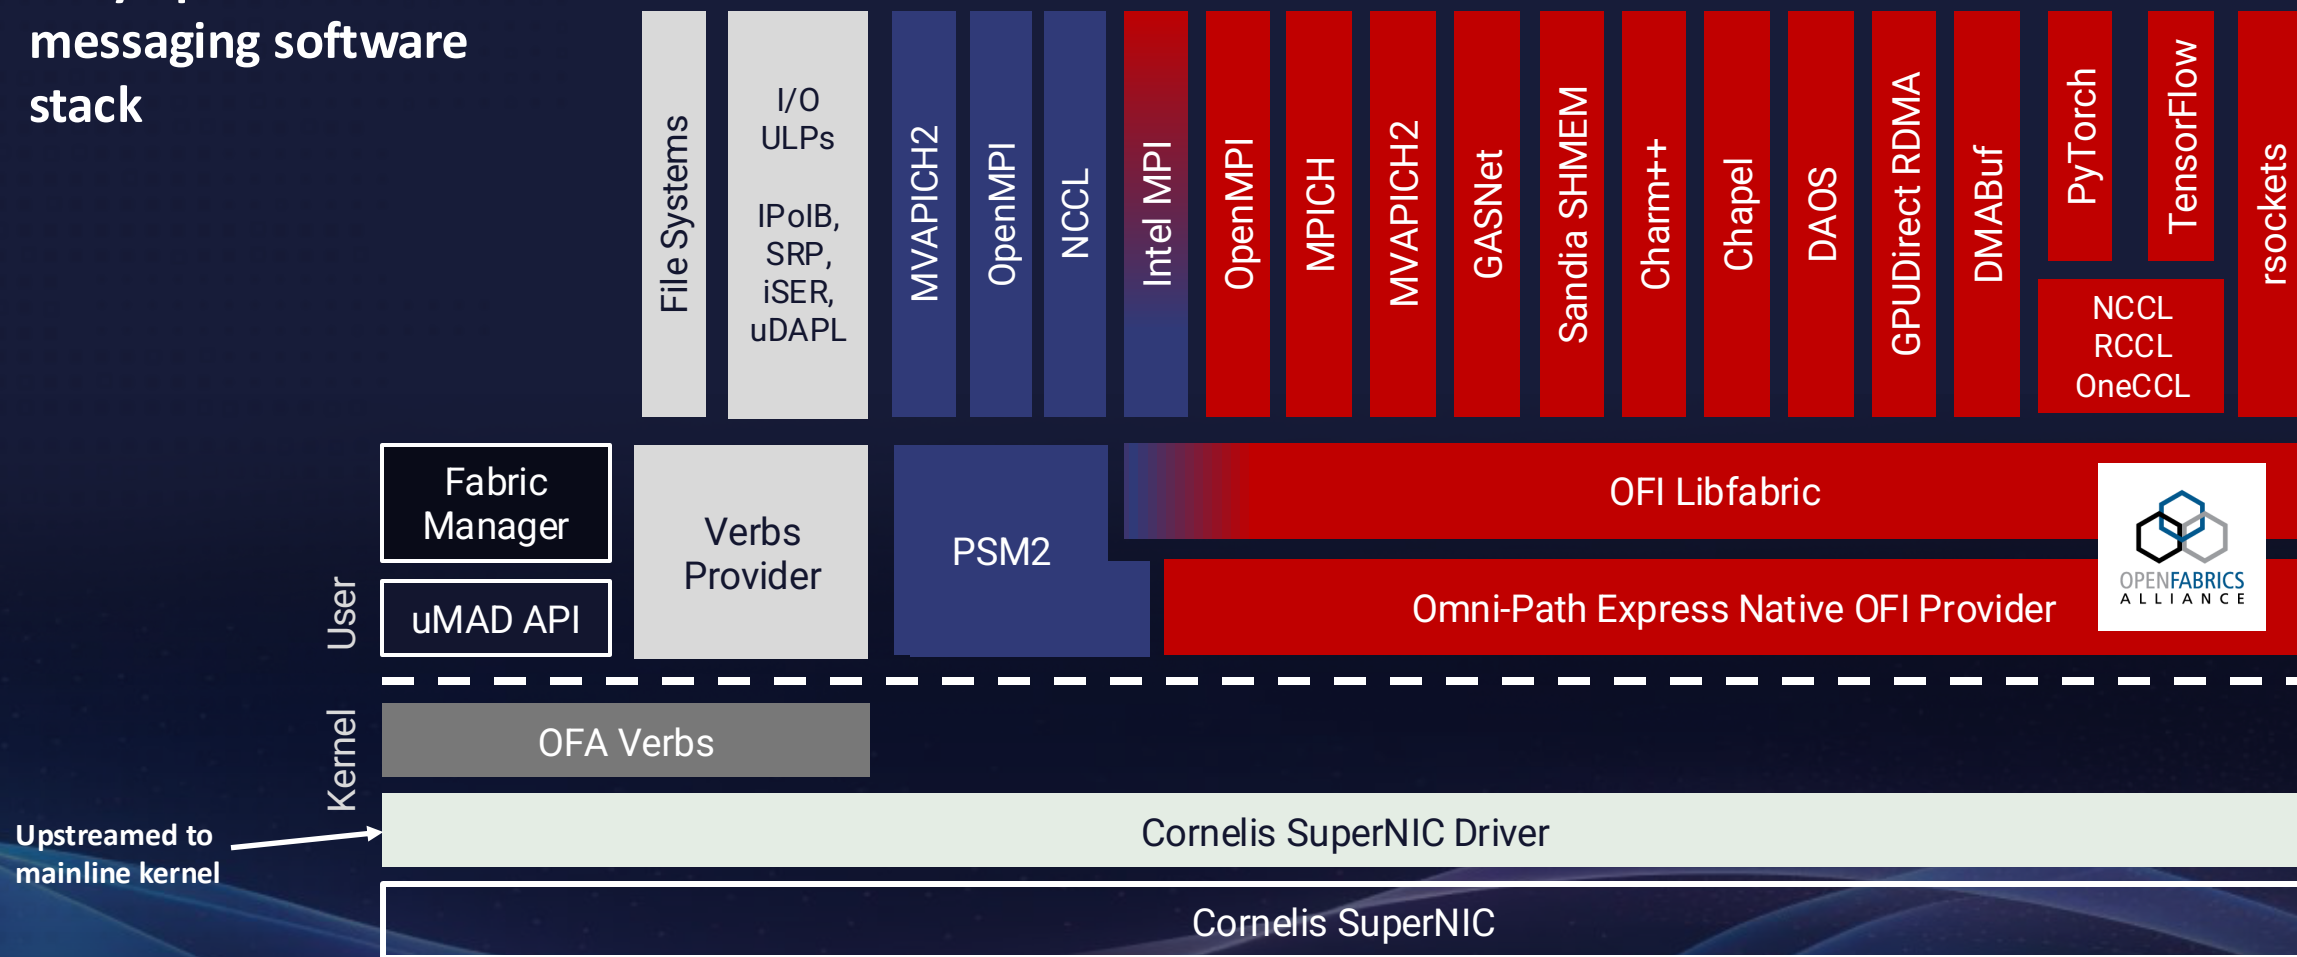 messaging software
stack
File Systems
I/O
ULPs
IPoIB,
SRP,
iSER,
uDAPL
MVAPICH2
OpenMPI
NCCL
Intel MPI
OpenMPI
MPICH
MVAPICH2
GASNet
Sandia SHMEM
Charm++
Chapel
DAOS
GPUDirect RDMA
DMABuf
PyTorch
TensorFlow
NCCL
RCCL
OneCCL
rsockets
Fabric
Manager
uMAD API
Verbs
Provider
PSM2
OFI Libfabric
Omni-Path Express Native OFI Provider
OPENFABRICS
ALLIANCE
User
Kernel
OFA Verbs
Upstreamed to
mainline kernel
Cornelis SuperNIC Driver
Cornelis SuperNIC